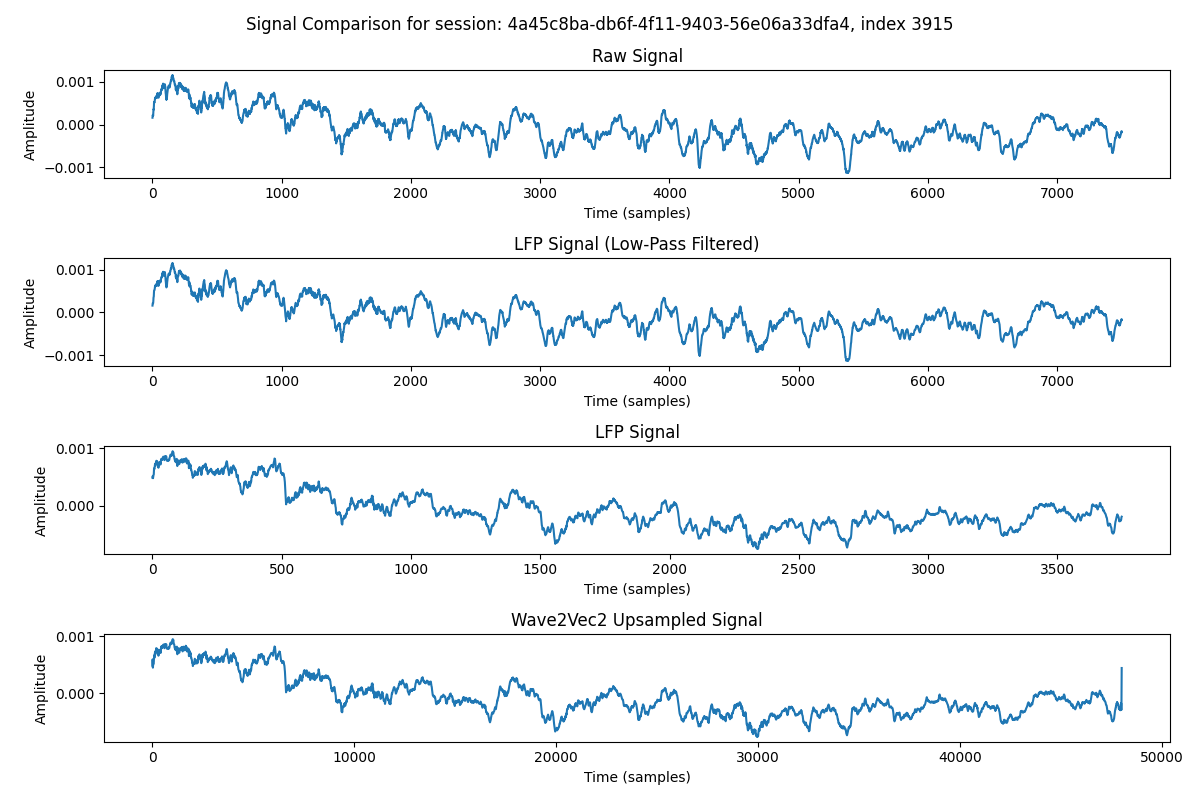 Signal Comparison for session: 4a45c8ba-db6f-4f11-9403-56e06a33dfa4, index 3915
Raw Signal
Amplitude
0.001
0.000
−0.001
0 1000 2000 3000 4000 5000 6000 7000
Time (samples)
LFP Signal (Low-Pass Filtered)
Amplitude
0.001
0.000
−0.001
0 1000 2000 3000 4000 5000 6000 7000
Time (samples)
LFP Signal
Amplitude
0.001
0.000
0 500 1000 1500 2000 2500 3000 3500
Time (samples)
Wave2Vec2 Upsampled Signal
Amplitude
0.001
0.000
0 10000 20000 30000 40000 50000
Time (samples)